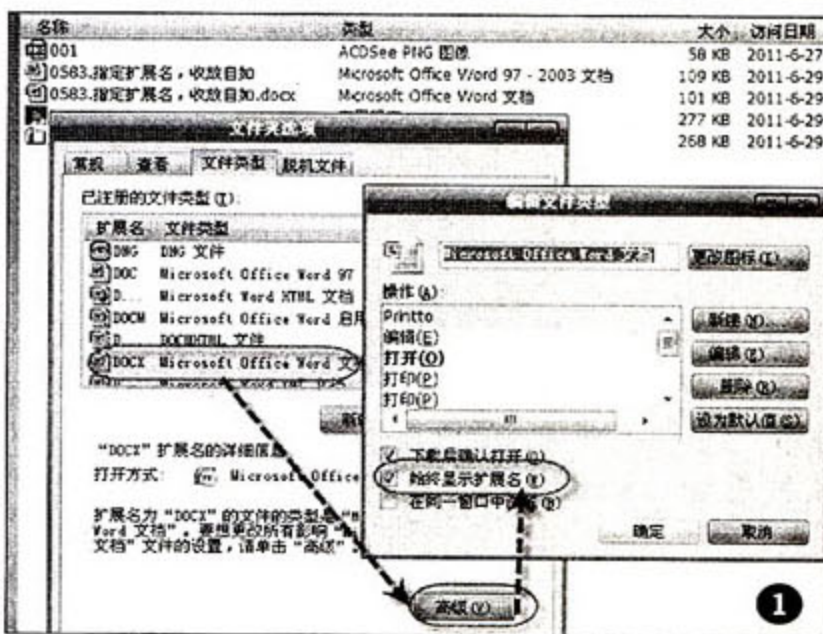 名称 类型 大小 访问日期
001 ACDSee PNG 图像 58 KB 2011-6-27
0583.指定扩展名，收放自如 Microsoft Office Word 97 - 2003 文档 109 KB 2011-6-29
0583.指定扩展名，收放自如.docx Microsoft Office Word 文档 101 KB 2011-6-29
277 KB 2011-6-29
268 KB 2011-6-29
文件夹选项
常规 查看 文件类型 脱机文件
已注册的文件类型(T):
扩展名 文件类型
DNG DNG 文件
DOC Microsoft Office Word 97
D... Microsoft Word HTML 文档
DOCM Microsoft Office Word 启用
D... DOCMHTML 文件
DOCX Microsoft Office Word 文
“DOCX”扩展名的详细信息
打开方式: Microsoft Office
扩展名为“DOCX”的文件的类型是“M
Word 文档”。要想更改所有影响“
文档”文件的设置，请单击“高级”。
高级(V)
编辑文件类型
Microsoft Office Word 更改图标(I)...
操作(A):
Printto
编辑(E)
打开(O)
打印(P)
打印(P)
新建(N)...
编辑(E)...
删除(R)
设为默认值(S)
下载后确认打开(O)
始终显示扩展名(W)
在同一窗口中浏览(B)
确定 取消
1